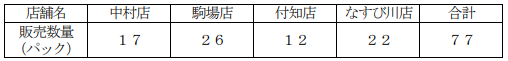 店舗名 中村店 駒場店 付知店 なすび川店 合計
販売数量
(パック) １７ ２６ １２ ２２ ７７